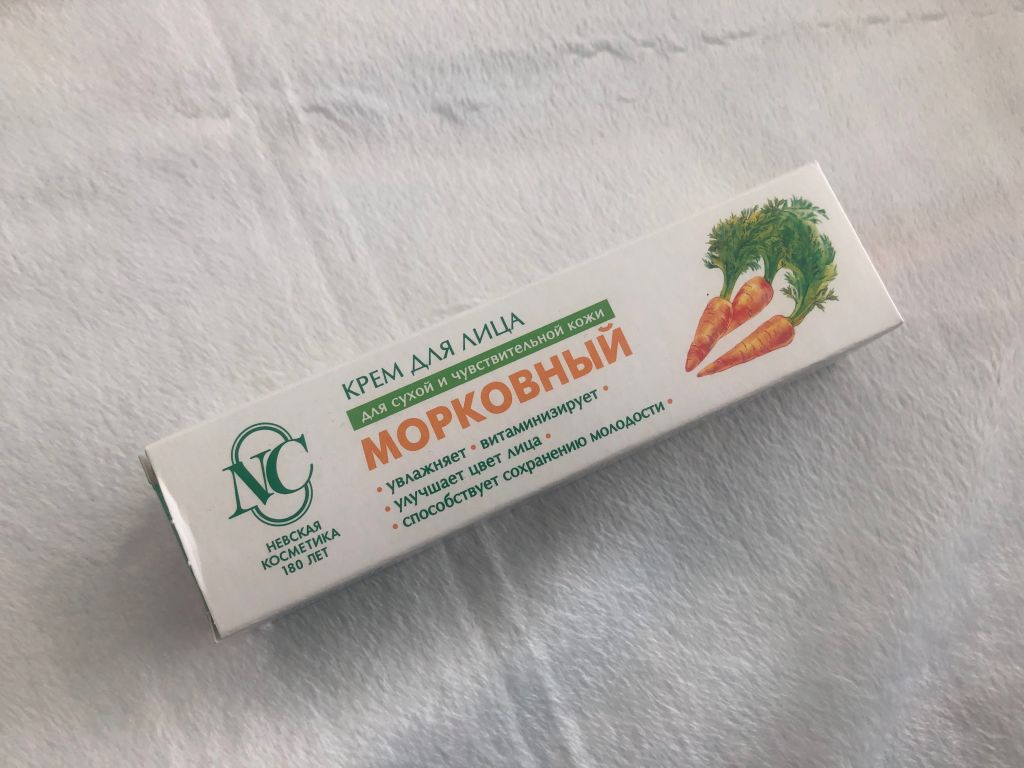 КРЕМ ДЛЯ ЛИЦА
для сухой и чувствительной кожи
МОРКОВНЫЙ
• увлажняет • витаминизирует •
• улучшает цвет лица •
• способствует сохранению молодости •
NC
НЕВСКАЯ
КОСМЕТИКА
180 ЛЕТ